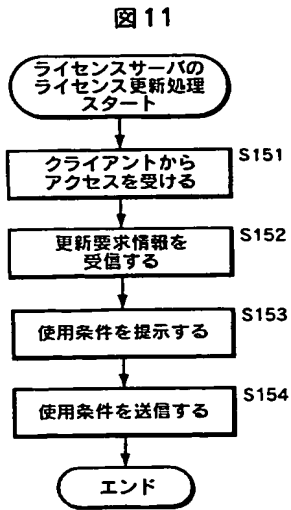 図11
ライセンスサーバの
ライセンス更新処理
スタート
クライアントから
アクセスを受ける
S151
更新要求情報を
受信する
S152
使用条件を提示する
S153
使用条件を送信する
S154
エンド